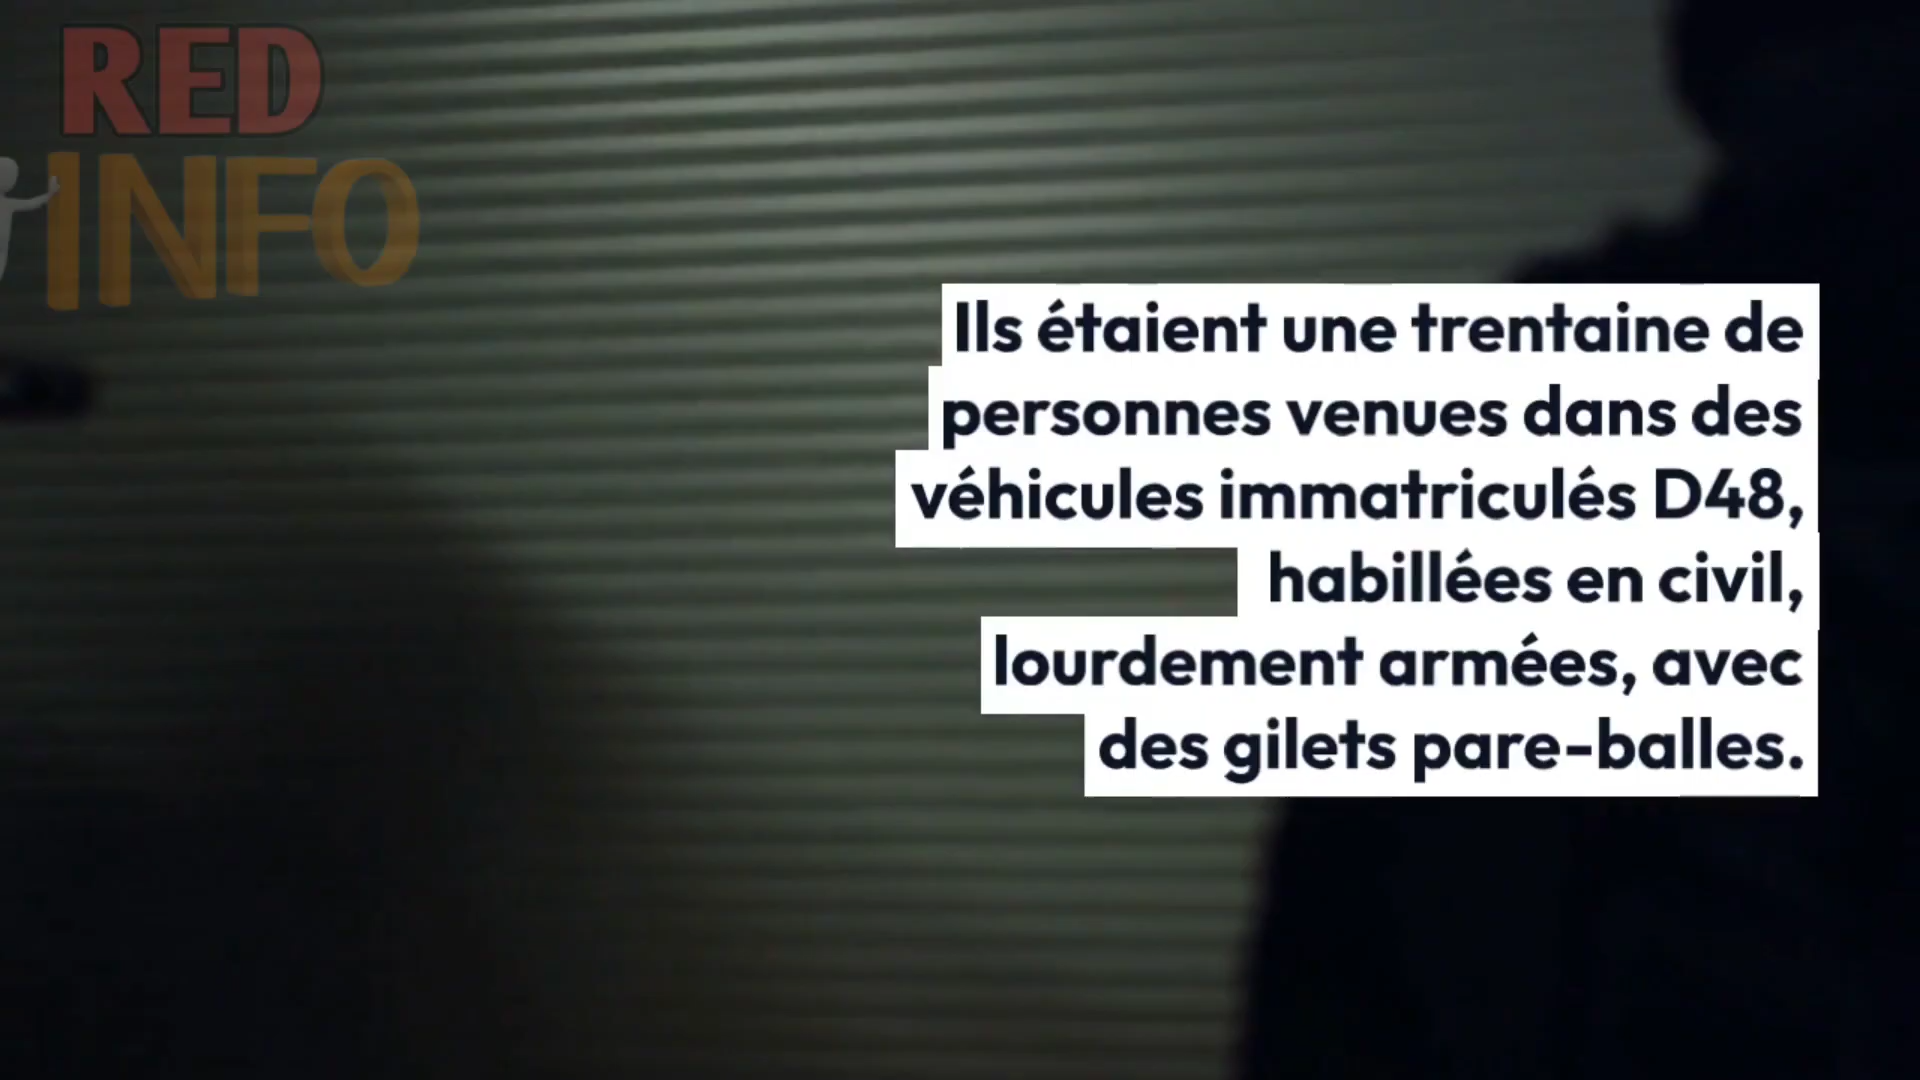 RED
INFO
Ils étaient une trentaine de
personnes venues dans des
véhicules immatriculés D48,
habillées en civil,
lourdement armées, avec
des gilets pare-balles.